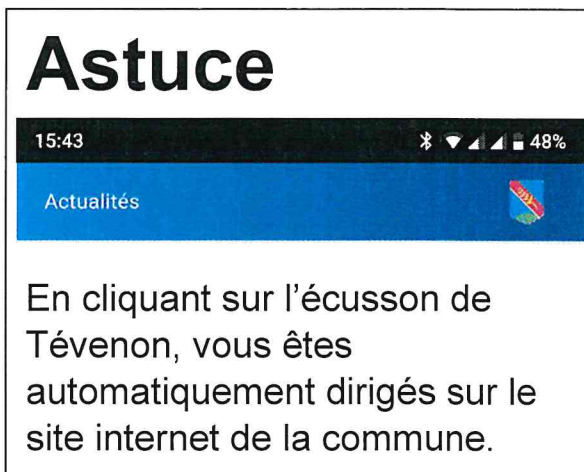 Astuce
15:43 48%
Actualités
En cliquant sur l'écusson de
Tévenon, vous êtes
automatiquement dirigés sur le
site internet de la commune.